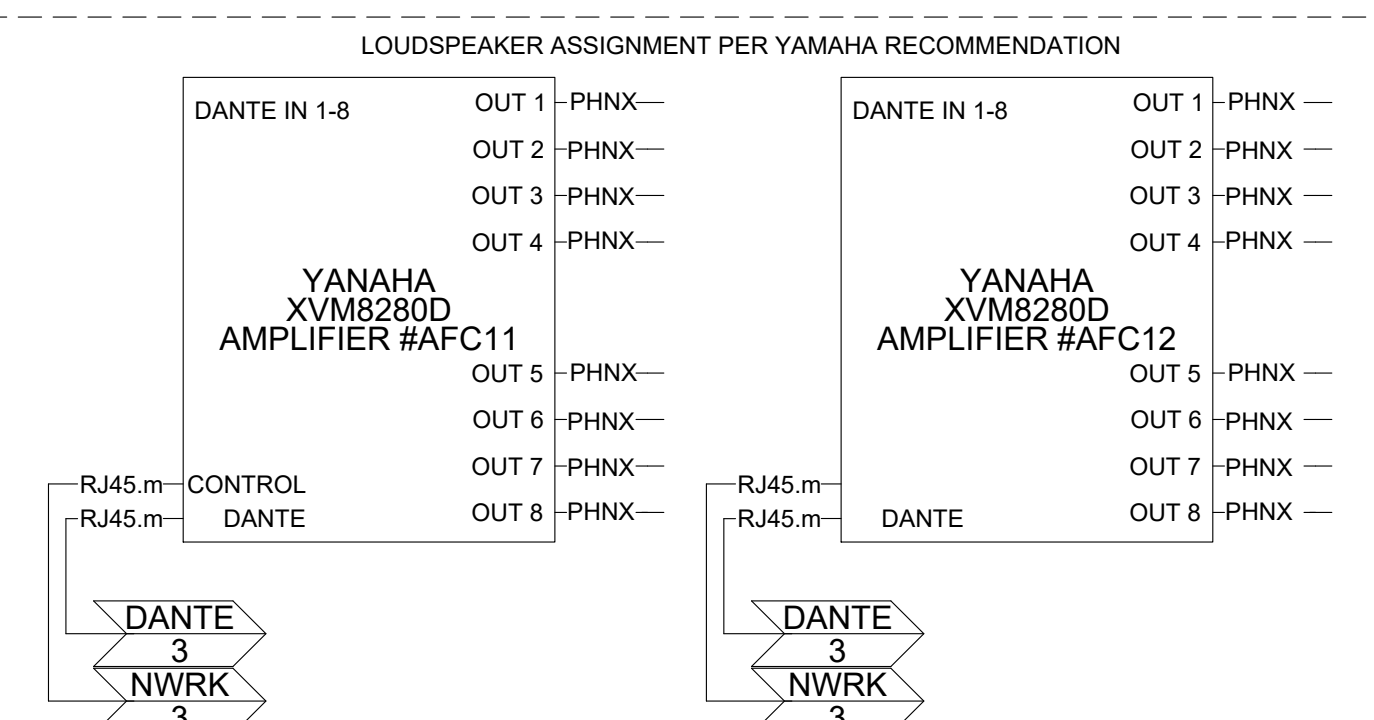 LOUDSPEAKER ASSIGNMENT PER YAMAHA RECOMMENDATION
DANTE IN 1-8
OUT 1 PHNX
OUT 2 PHNX
OUT 3 PHNX
OUT 4 PHNX
YANAHA
XVM8280D
AMPLIFIER #AFC11
OUT 5 PHNX
OUT 6 PHNX
OUT 7 PHNX
RJ45.m CONTROL
RJ45.m DANTE
OUT 8 PHNX
DANTE
3
NWRK
3
DANTE IN 1-8
OUT 1 PHNX
OUT 2 PHNX
OUT 3 PHNX
OUT 4 PHNX
YANAHA
XVM8280D
AMPLIFIER #AFC12
OUT 5 PHNX
OUT 6 PHNX
OUT 7 PHNX
RJ45.m
RJ45.m DANTE
OUT 8 PHNX
DANTE
3
NWRK
3